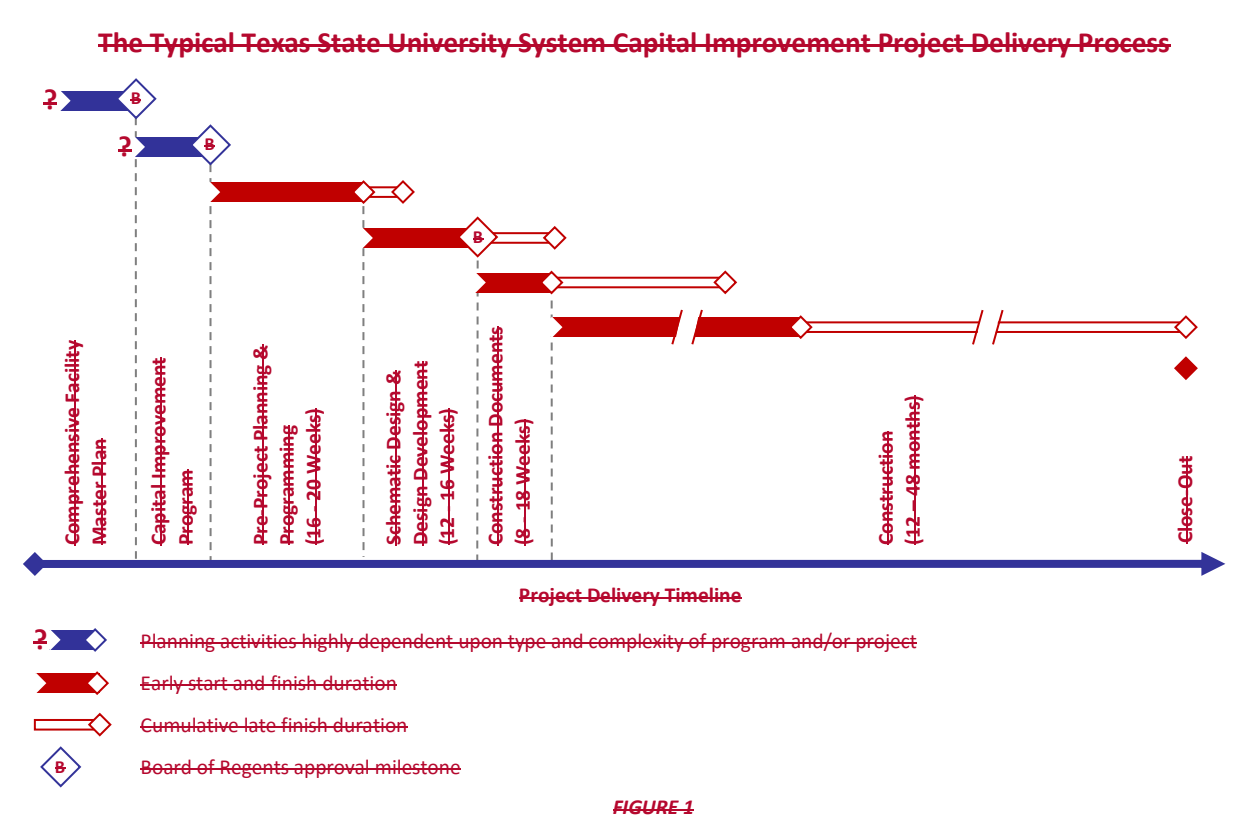 The Typical Texas State University System Capital Improvement Project Delivery Process
? B
? B
B
Comprehensive Facility
Master Plan
Capital Improvement
Program
Pre-Project Planning &
Programming
(16 - 20 Weeks)
Schematic Design &
Design Development
(12 - 16 Weeks)
Construction Documents
(8 - 18 Weeks)
Construction
(12 – 48 months)
Close-Out
Project Delivery Timeline
? Planning activities highly dependent upon type and complexity of program and/or project
Early start and finish duration
Cumulative late finish duration
B Board of Regents approval milestone
FIGURE 1